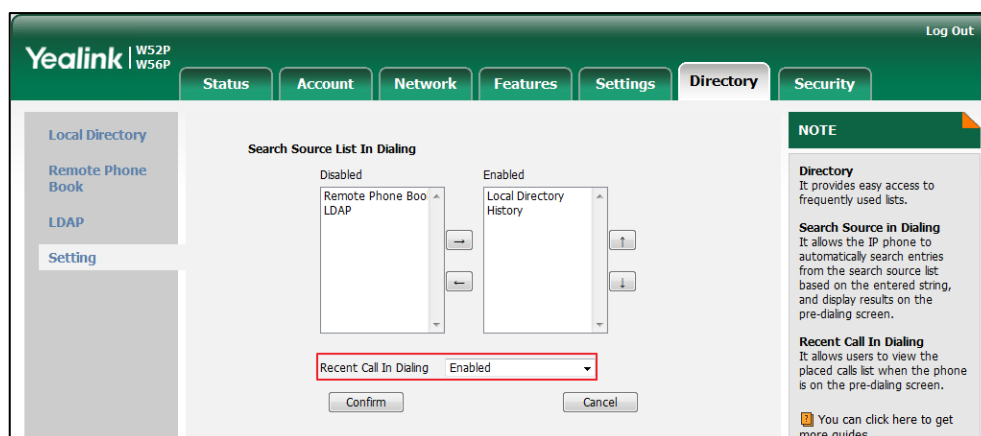 Log Out
Yealink | W52P
W56P
Status Account Network Features Settings Directory Security
Local Directory
Remote Phone
Book
LDAP
Setting
Search Source List In Dialing
Disabled Enabled
Remote Phone Boo
LDAP
Local Directory
History
→ ↑
← ↓
Recent Call In Dialing Enabled
Confirm Cancel
NOTE
Directory
It provides easy access to
frequently used lists.
Search Source in Dialing
It allows the IP phone to
automatically search entries
from the search source list
based on the entered string,
and display results on the
pre-dialing screen.
Recent Call In Dialing
It allows users to view the
placed calls list when the phone
is on the pre-dialing screen.
You can click here to get
more guides